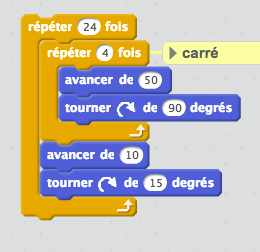 répéter 24 fois
répéter 4 fois carré
avancer de 50
tourner de 90 degrés
avancer de 10
tourner de 15 degrés